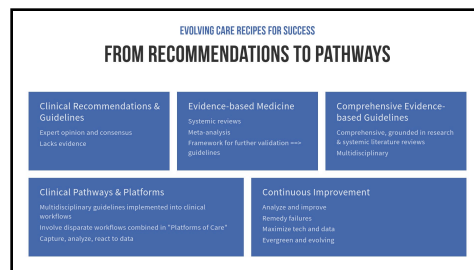 EVOLVING CARE RECIPES FOR SUCCESS
FROM RECOMMENDATIONS TO PATHWAYS
Clinical Recommendations &
Guidelines
Expert opinion and consensus
Lacks evidence
Evidence-based Medicine
Systemic reviews
Meta-analysis
Framework for further validation ===
guidelines
Comprehensive Evidence-
based Guidelines
Comprehensive, grounded in research
& systemic literature reviews
Multidisciplinary
Clinical Pathways & Platforms
Multidisciplinary guidelines implemented into clinical
workflows
Involve disparate workflows combined in "Platforms of Care"
Capture, analyze, react to data
Continuous Improvement
Analyze and improve
Remedy failures
Maximize tech and data
Evergreen and evolving